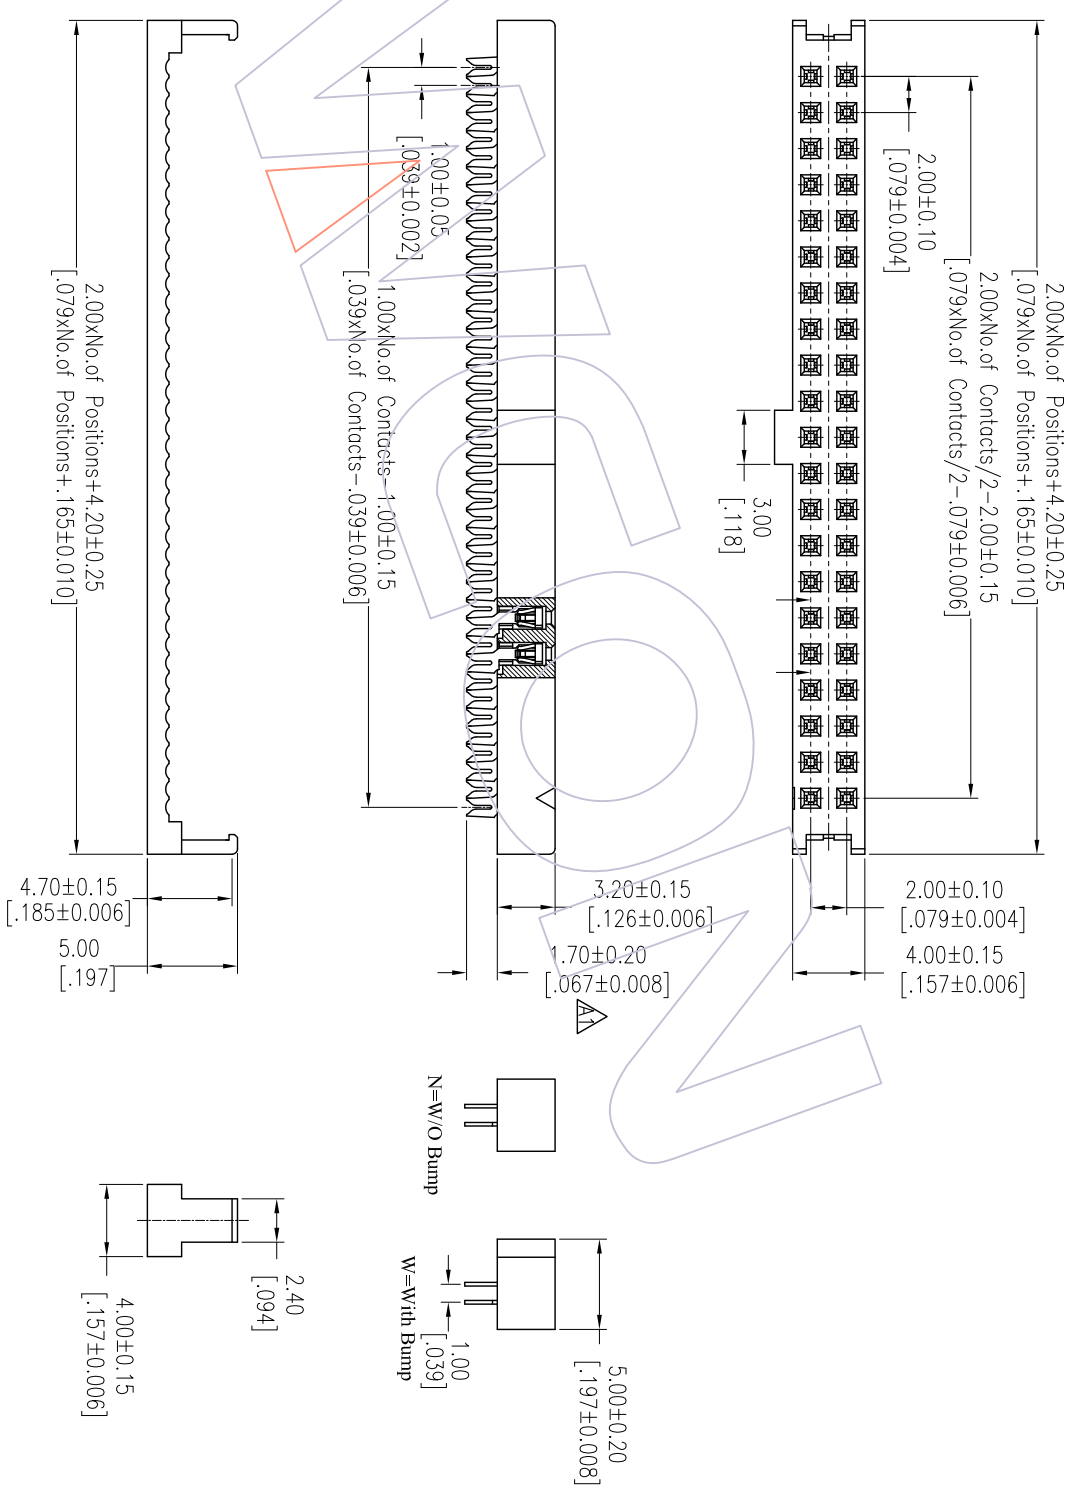 2.00xNo.of Positions+4.20±0.25
[.079xNo.of Positions+.165±0.010]
2.00xNo.of Contacts/2-2.00±0.15
[.079xNo.of Contacts/2-.079±0.006]
2.00±0.10
[.079±0.004]
3.00
[.118]
2.00±0.10
[.079±0.004]
4.00±0.15
[.157±0.006]
1.00±0.05
[.039±0.002]
1.00xNo.of Contacts-1.00±0.15
[.039xNo.of Contacts-.039±0.006]
3.20±0.15
[.126±0.006]
1.70±0.20
[.067±0.008]
A1
N=W/O Bump
W=With Bump
1.00
[.039]
5.00±0.20
[.197±0.008]
2.00xNo.of Positions+4.20±0.25
[.079xNo.of Positions+.165±0.010]
4.70±0.15
[.185±0.006]
5.00
[.197]
2.40
[.094]
4.00±0.15
[.157±0.006]